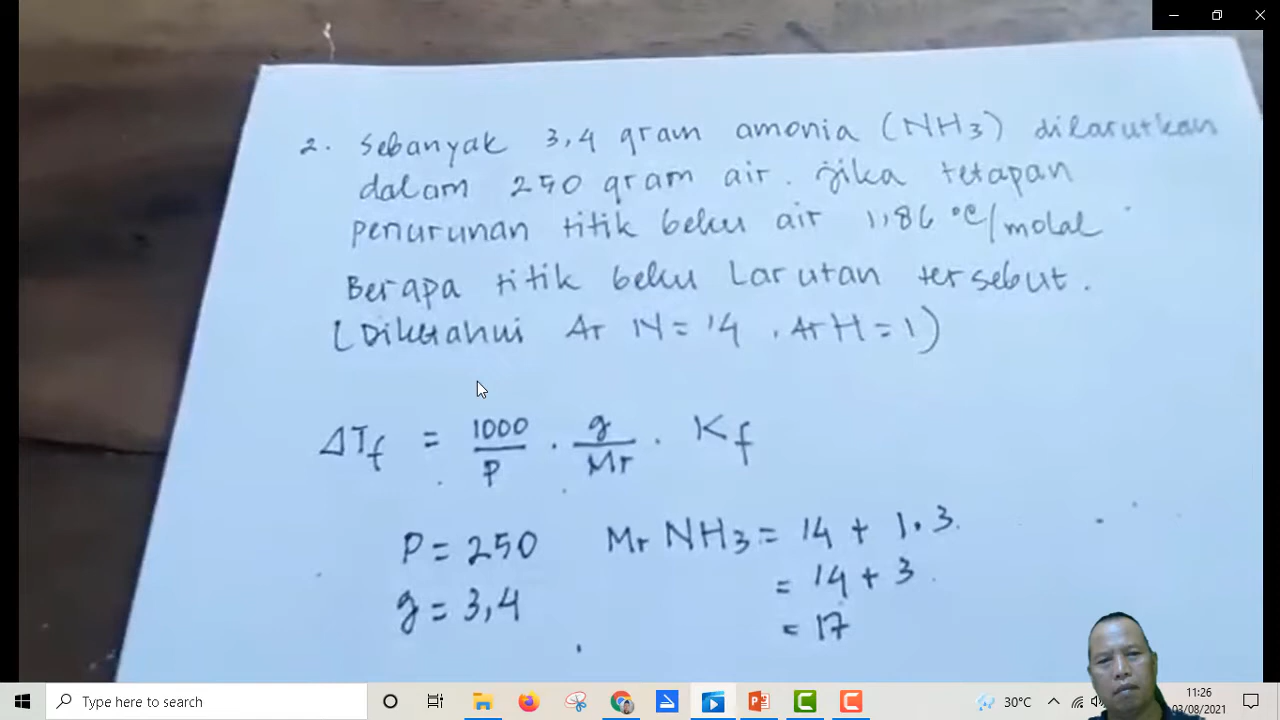 2. Sebanyak 3,4 gram amonia (NH3) dilarutkan
dalam 250 gram air. jika tetapan
penurunan titik beku air 1,86 °C/molal
Berapa titik beku Larutan tersebut.
(Diketahui Ar N = 14 , Ar H = 1)
ΔTf = 1000/P . g/Mr . Kf
P = 250 Mr NH3 = 14 + 1.3
= 14 + 3
g = 3,4
= 17
Type here to search
30°C
11:26
03/08/2021